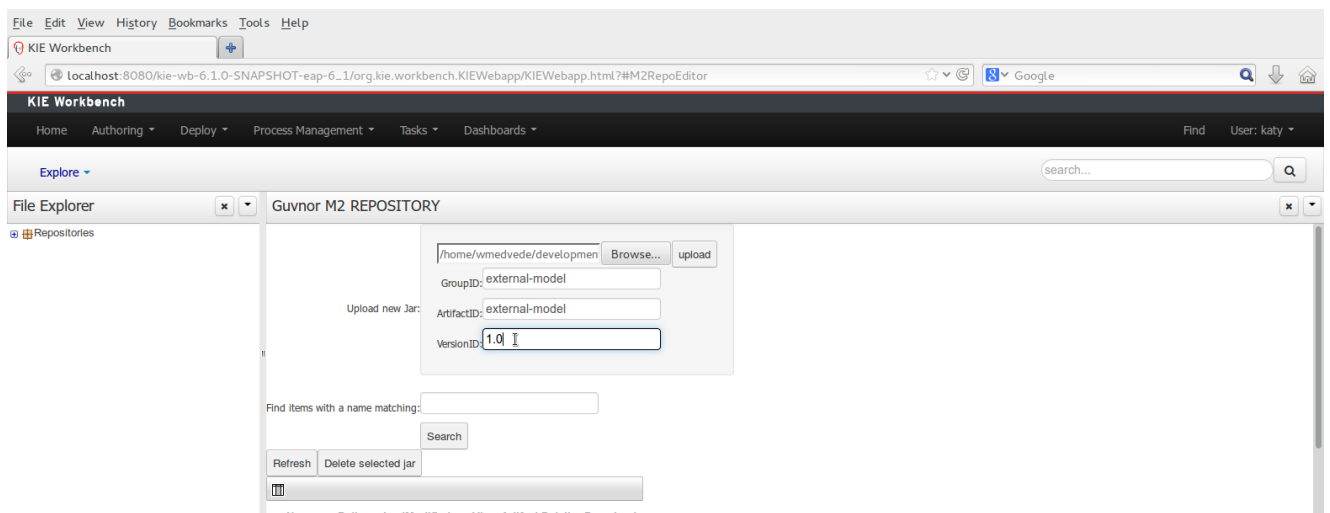 File Edit View History Bookmarks Tools Help
KIE Workbench
localhost:8080/kie-wb-6.1.0-SNAPSHOT-eap-6_1/org.kie.workbench.KIEWebapp/KIEWebapp.html?#M2RepoEditor Google
KIE Workbench
Home Authoring Deploy Process Management Tasks Dashboards Find User: katy
Explore search...
File Explorer Guvnor M2 REPOSITORY
Repositories
/home/wmedvede/developmen Browse... upload
GroupID: external-model
Upload new Jar: ArtifactID: external-model
VersionID: 1.0
Find items with a name matching:
Search
Refresh Delete selected jar